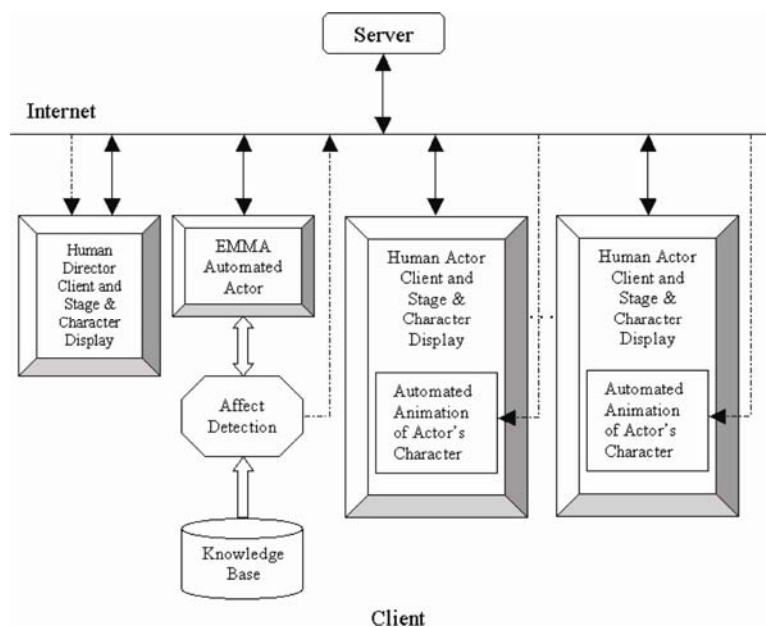 Server
Internet
Human
Director
Client and
Stage &
Character
Display
EMMA
Automated
Actor
Human Actor
Client and
Stage &
Character
Display
Human Actor
Client and
Stage &
Character
Display
Affect
Detection
Automated
Animation
of Actor's
Character
Automated
Animation
of Actor's
Character
Knowledge
Base
Client